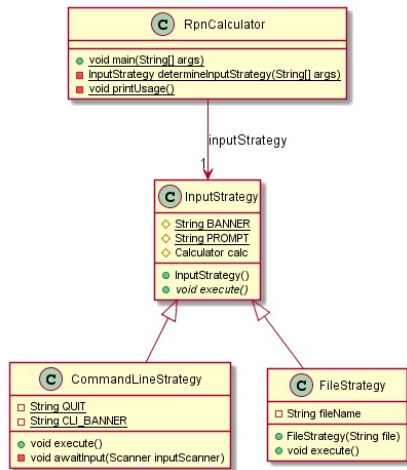 C RpnCalculator
void main(String[] args)
InputStrategy determineInputStrategy(String[] args)
void printUsage()
inputStrategy
1
C InputStrategy
String BANNER
String PROMPT
Calculator calc
InputStrategy()
void execute()
C CommandLineStrategy
String QUIT
String CLI_BANNER
void execute()
void awaitInput(Scanner inputScanner)
C FileStrategy
String fileName
FileStrategy(String file)
void execute()